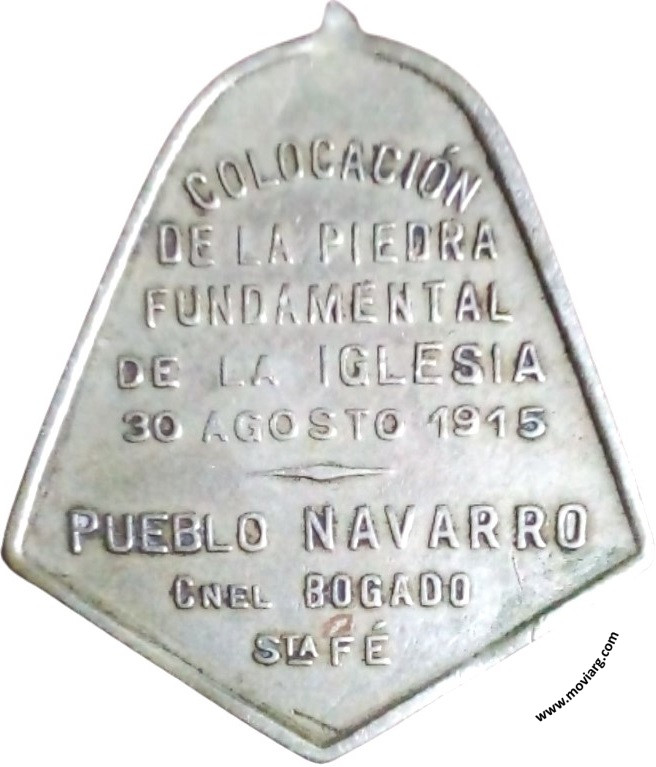 COLOCACIÓN
DE LA PIEDRA
FUNDAMENTAL
DE LA IGLESIA
30 AGOSTO 1915
PUEBLO NAVARRO
CNEL BOGADO
STA FÉ
www.moviarg.com